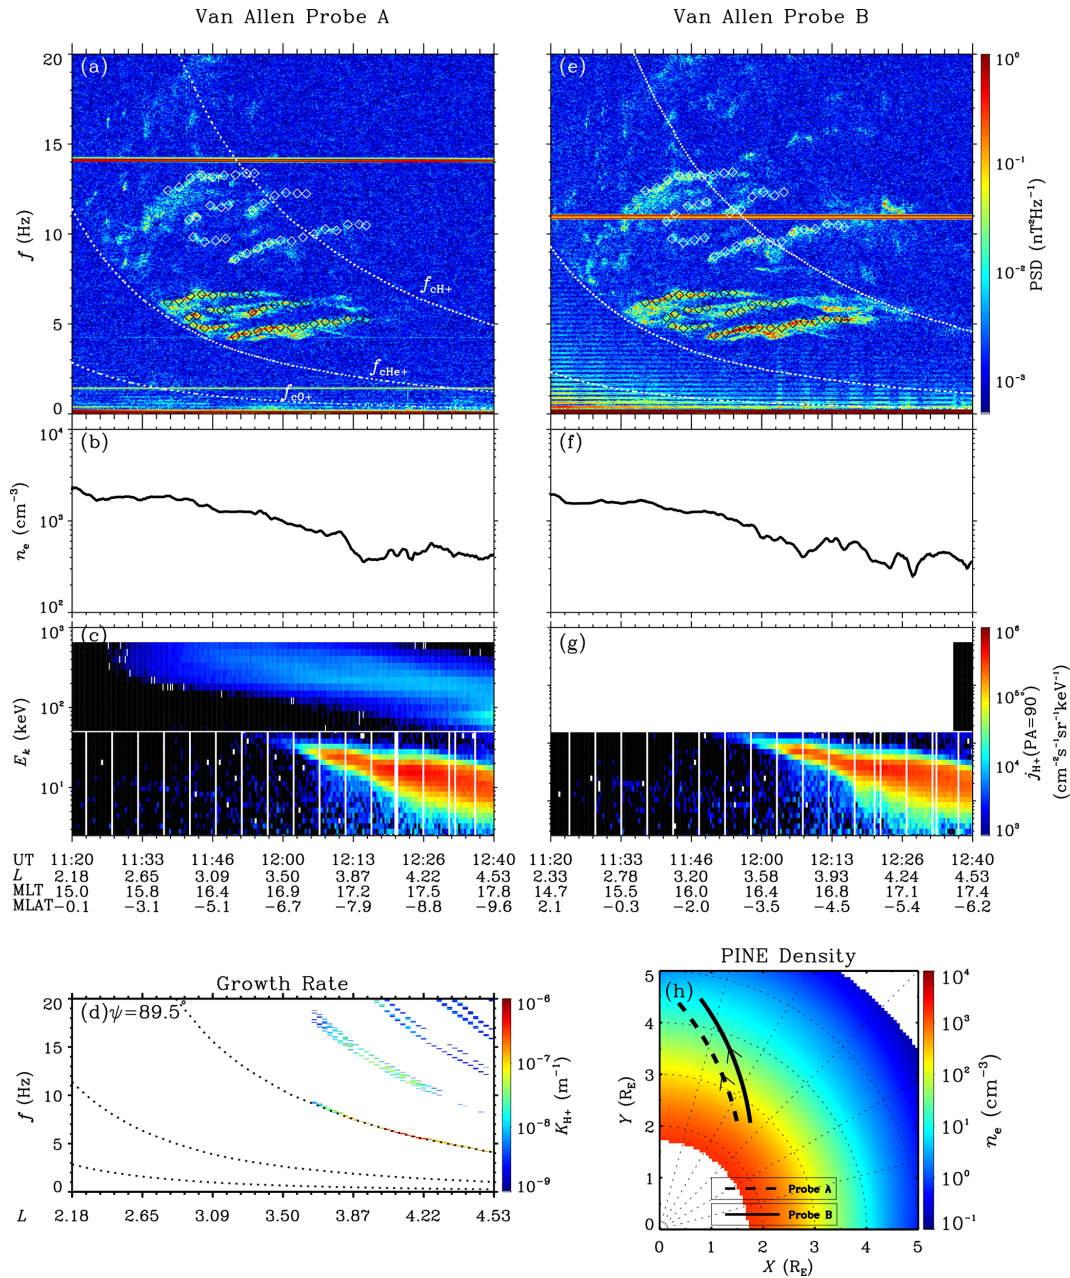 Van Allen Probe A
Van Allen Probe B
(a)
20
15
10
5
0
f (Hz)
f_cH+
f_cHe+
f_cO+
(e)
10⁰
10⁻¹
10⁻²
10⁻³
PSD (nT²Hz⁻¹)
(b)
10⁴
10³
10²
n_e (cm⁻³)
(f)
(c)
10³
10²
10¹
E_k (keV)
(g)
10⁶
10⁵
10⁴
10³
j_H+(PA=90°)
(cm⁻²s⁻¹sr⁻¹keV⁻¹)
UT 11:20 11:33 11:46 12:00 12:13 12:26 12:40 11:20 11:33 11:46 12:00 12:13 12:26 12:40
L 2.18 2.65 3.09 3.50 3.87 4.22 4.53 2.33 2.78 3.20 3.58 3.93 4.24 4.53
MLT 15.0 15.8 16.4 16.9 17.2 17.5 17.8 14.7 15.5 16.0 16.4 16.8 17.1 17.4
MLAT −0.1 −3.1 −5.1 −6.7 −7.9 −8.8 −9.6 2.1 −0.3 −2.0 −3.5 −4.5 −5.4 −6.2
Growth Rate
(d) ψ=89.5°
20
15
10
5
0
f (Hz)
10⁻⁶
10⁻⁷
10⁻⁸
10⁻⁹
K_H+ (m⁻¹)
L 2.18 2.65 3.09 3.50 3.87 4.22 4.53
PINE Density
(h)
5
4
3
2
1
0
Y (R_E)
Probe A
Probe B
0 1 2 3 4 5
X (R_E)
10⁴
10³
10²
10¹
10⁰
10⁻¹
n_e (cm⁻³)